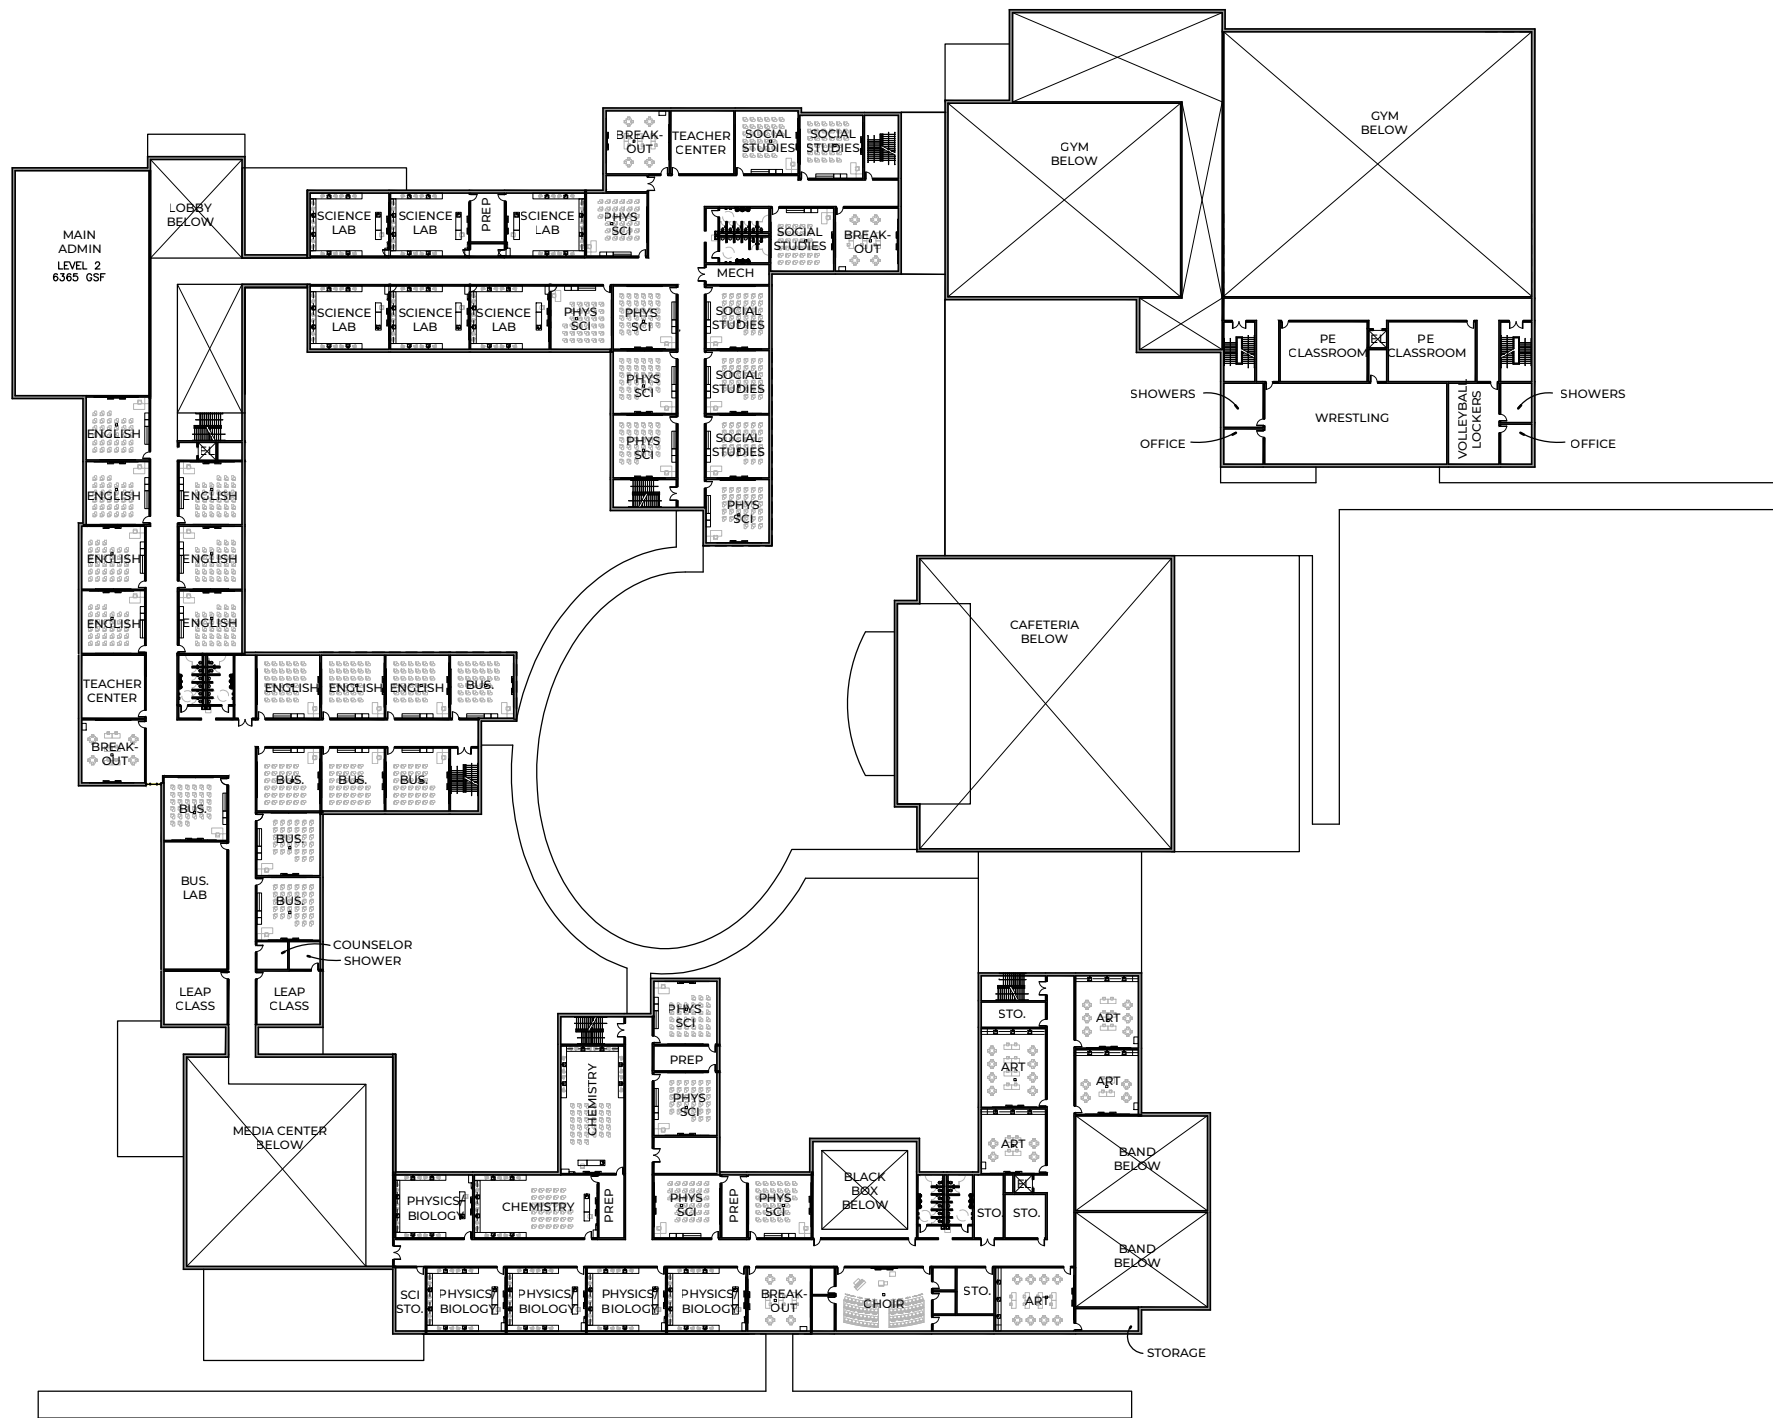 GYM
BELOW
GYM
BELOW
BREAK-
OUT
TEACHER
CENTER
SOCIAL
STUDIES
SOCIAL
STUDIES
LOBBY
BELOW
SCIENCE
LAB
SCIENCE
LAB
PREP
SCIENCE
LAB
PHYS
SCI
MAIN
ADMIN
LEVEL 2
6365 GSF
SOCIAL
STUDIES
BREAK-
OUT
MECH
SCIENCE
LAB
SCIENCE
LAB
SCIENCE
LAB
PHYS
SCI
PHYS
SCI
SOCIAL
STUDIES
PE
CLASSROOM
EL
PE
CLASSROOM
PHYS
SCI
SOCIAL
STUDIES
SHOWERS
SHOWERS
WRESTLING
VOLLEYBALL
LOCKERS
OFFICE
OFFICE
ENGLISH
EL
PHYS
SCI
SOCIAL
STUDIES
ENGLISH
ENGLISH
PHYS
SCI
ENGLISH
ENGLISH
ENGLISH
ENGLISH
CAFETERIA
BELOW
TEACHER
CENTER
ENGLISH
ENGLISH
ENGLISH
BUS.
BREAK-
OUT
BUS.
BUS.
BUS.
BUS.
BUS.
BUS.
LAB
BUS.
COUNSELOR
SHOWER
LEAP
CLASS
LEAP
CLASS
PHYS
SCI
STO.
ART
PREP
CHEMISTRY
ART
ART
PHYS
SCI
MEDIA CENTER
BELOW
ART
BAND
BELOW
BLACK
BOX
BELOW
EL
PHYSICS/
BIOLOGY
CHEMISTRY
PREP
PHYS
SCI
PREP
PHYS
SCI
STO.
STO.
BAND
BELOW
SCI
STO.
PHYSICS/
BIOLOGY
PHYSICS/
BIOLOGY
PHYSICS/
BIOLOGY
PHYSICS/
BIOLOGY
BREAK-
OUT
CHOIR
STO.
ART
STORAGE